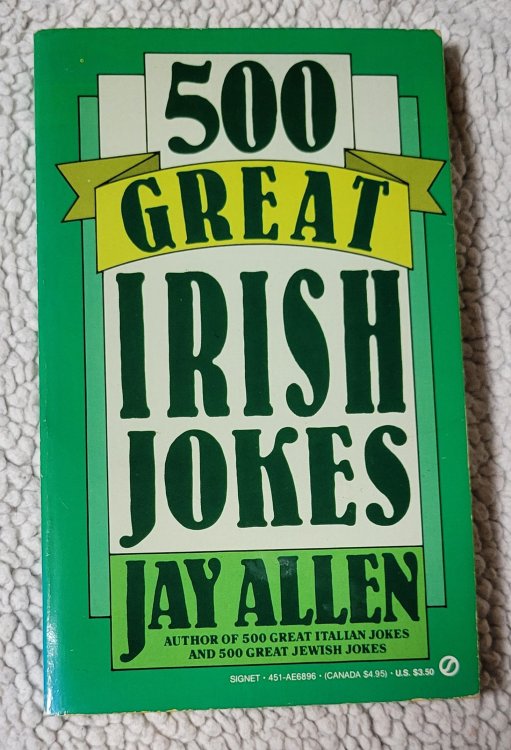 500
GREAT
IRISH
JOKES
JAY ALLEN
AUTHOR OF 500 GREAT ITALIAN JOKES
AND 500 GREAT JEWISH JOKES
SIGNET • 451-AE6896 • (CANADA $4.95) • U.S. $3.50